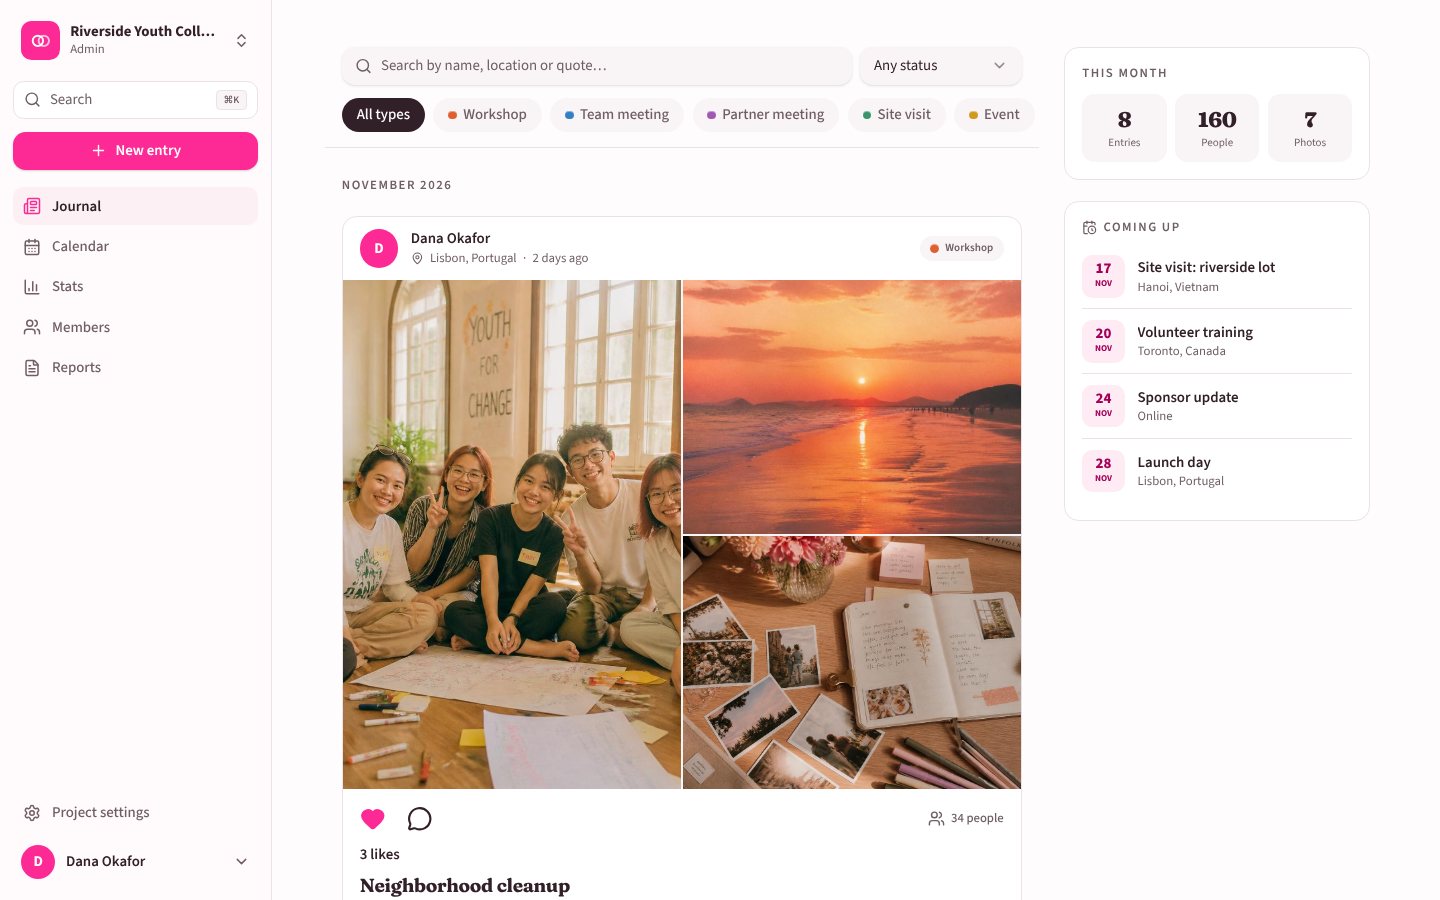 Riverside Youth Coll...
Admin
Search
⌘K
New entry
Journal
Calendar
Stats
Members
Reports
Project settings
D
Dana Okafor
Search by name, location or quote...
Any status
All types
Workshop
Team meeting
Partner meeting
Site visit
Event
NOVEMBER 2026
D
Dana Okafor
Lisbon, Portugal · 2 days ago
Workshop
YOUTH
FOR
CHANGE
34 people
3 likes
Neighborhood cleanup
THIS MONTH
8
Entries
160
People
7
Photos
COMING UP
17
NOV
Site visit: riverside lot
Hanoi, Vietnam
20
NOV
Volunteer training
Toronto, Canada
24
NOV
Sponsor update
Online
28
NOV
Launch day
Lisbon, Portugal